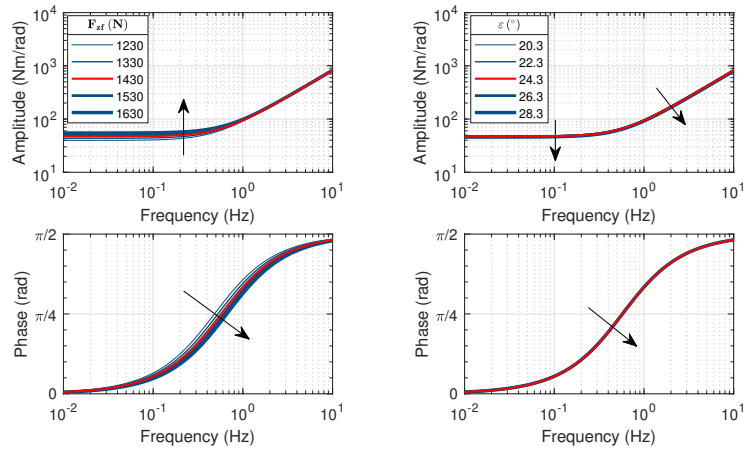 Amplitude (Nm/rad)
10^4
10^3
10^2
10^1
F_zf (N)
1230
1330
1430
1530
1630
10^-2 10^-1 10^0 10^1
Frequency (Hz)
Amplitude (Nm/rad)
10^4
10^3
10^2
10^1
ε (°)
20.3
22.3
24.3
26.3
28.3
10^-2 10^-1 10^0 10^1
Frequency (Hz)
Phase (rad)
π/2
π/4
0
10^-2 10^-1 10^0 10^1
Frequency (Hz)
Phase (rad)
π/2
π/4
0
10^-2 10^-1 10^0 10^1
Frequency (Hz)